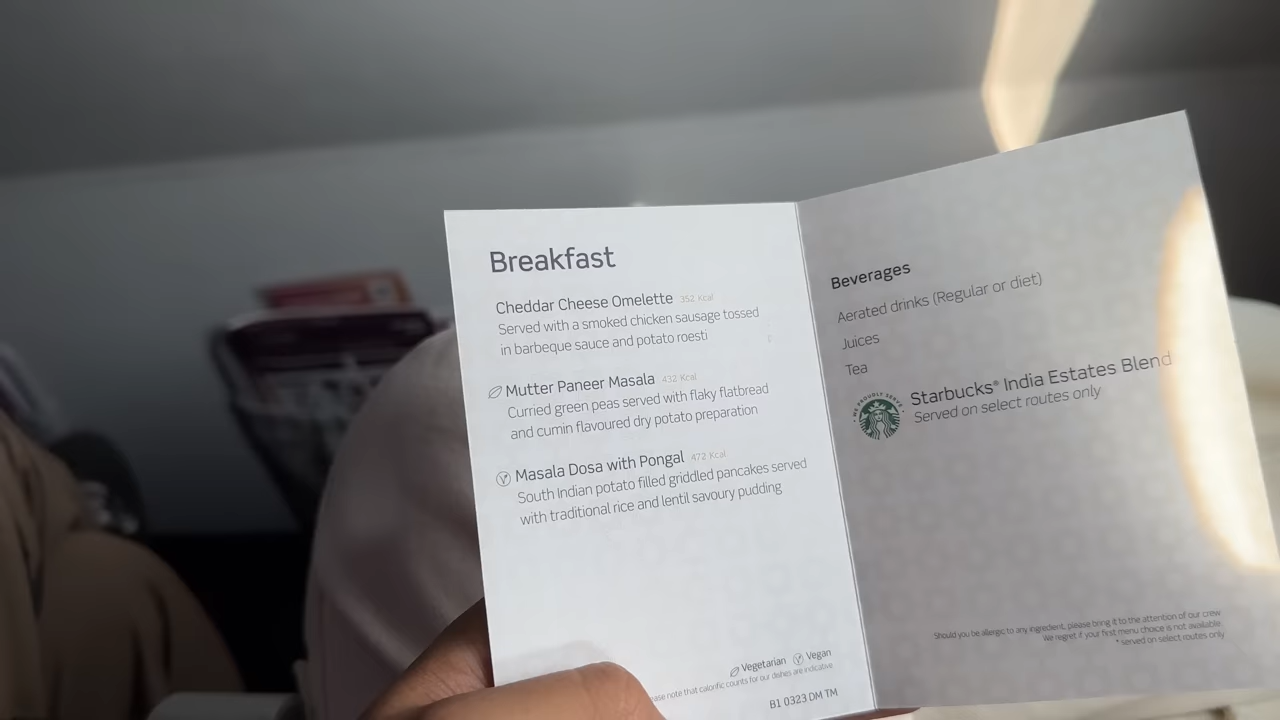 Breakfast
Cheddar Cheese Omelette 352 Kcal
Served with a smoked chicken sausage tossed
in barbeque sauce and potato roesti
Mutter Paneer Masala 432 Kcal
Curried green peas served with flaky flatbread
and cumin flavoured dry potato preparation
Masala Dosa with Pongal 472 Kcal
South Indian potato filled griddled pancakes served
with traditional rice and lentil savoury pudding
Vegetarian Vegan
note that calorific counts for our dishes are indicative
B1 0323 DM TM
Beverages
Aerated drinks (Regular or diet)
Juices
Tea
WE PROUDLY SERVE
Starbucks® India Estates Blend
Served on select routes only
Should you be allergic to any ingredient, please bring it to the attention of our crew
We regret if your first menu choice is not available
* served on select routes only